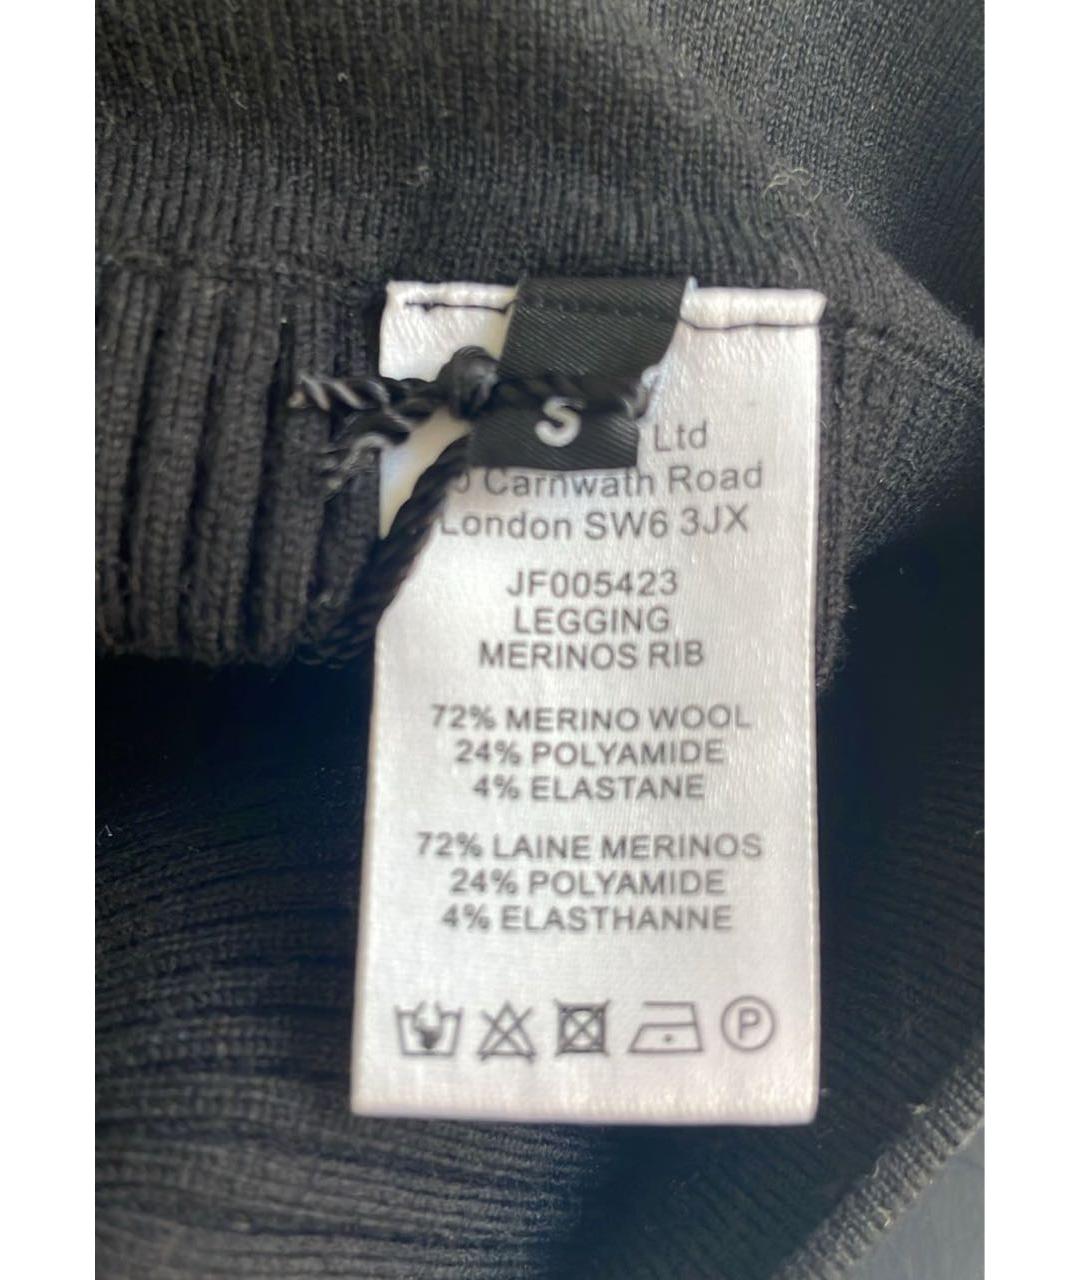 S
Ltd
Carnwath Road
London SW6 3JX
JF005423
LEGGING
MERINOS RIB
72% MERINO WOOL
24% POLYAMIDE
4% ELASTANE
72% LAINE MERINOS
24% POLYAMIDE
4% ELASTHANNE
P